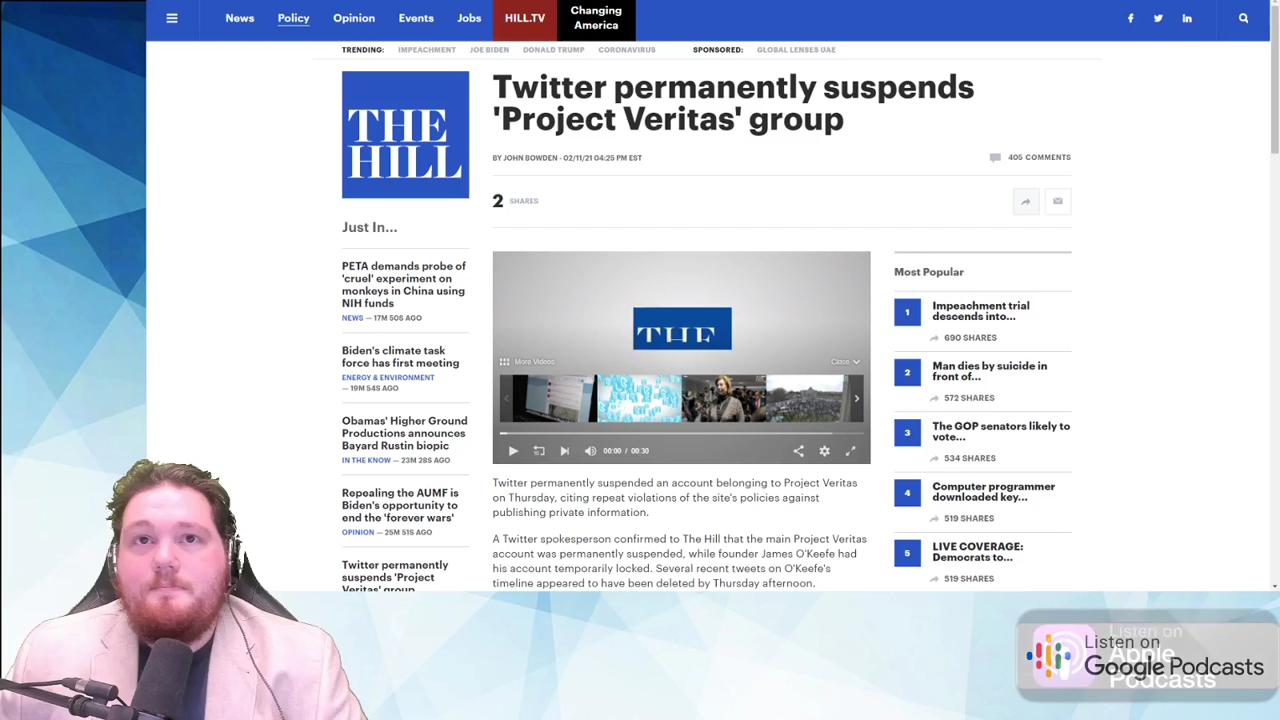 News
Policy
Opinion
Events
Jobs
HILL.TV
Changing
America
TRENDING:
IMPEACHMENT
JOE BIDEN
DONALD TRUMP
CORONAVIRUS
SPONSORED:
GLOBAL LENSES UAE
THE
HILL
Twitter permanently suspends
'Project Veritas' group
BY JOHN BOWDEN - 02/11/21 04:25 PM EST
405 COMMENTS
2 SHARES
Just In...
PETA demands probe of
'cruel' experiment on
monkeys in China using
NIH funds
NEWS — 17M 50S AGO
Biden's climate task
force has first meeting
ENERGY & ENVIRONMENT
— 19M 54S AGO
Obamas' Higher Ground
Productions announces
Bayard Rustin biopic
IN THE KNOW — 23M 28S AGO
Repealing the AUMF is
Biden's opportunity to
end the 'forever wars'
OPINION — 25M 51S AGO
Twitter permanently
suspends 'Project
Veritas' group
THE
More Videos
Close
00:00 / 00:30
Twitter permanently suspended an account belonging to Project Veritas
on Thursday, citing repeat violations of the site's policies against
publishing private information.
A Twitter spokesperson confirmed to The Hill that the main Project Veritas
account was permanently suspended, while founder James O'Keefe had
his account temporarily locked. Several recent tweets on O'Keefe's
timeline appeared to have been deleted by Thursday afternoon.
Most Popular
1
Impeachment trial
descends into...
690 SHARES
2
Man dies by suicide in
front of...
572 SHARES
3
The GOP senators likely to
vote...
534 SHARES
4
Computer programmer
downloaded key...
519 SHARES
5
LIVE COVERAGE:
Democrats to...
519 SHARES
Listen on
Google Podcasts
Listen on
Apple
Podcasts